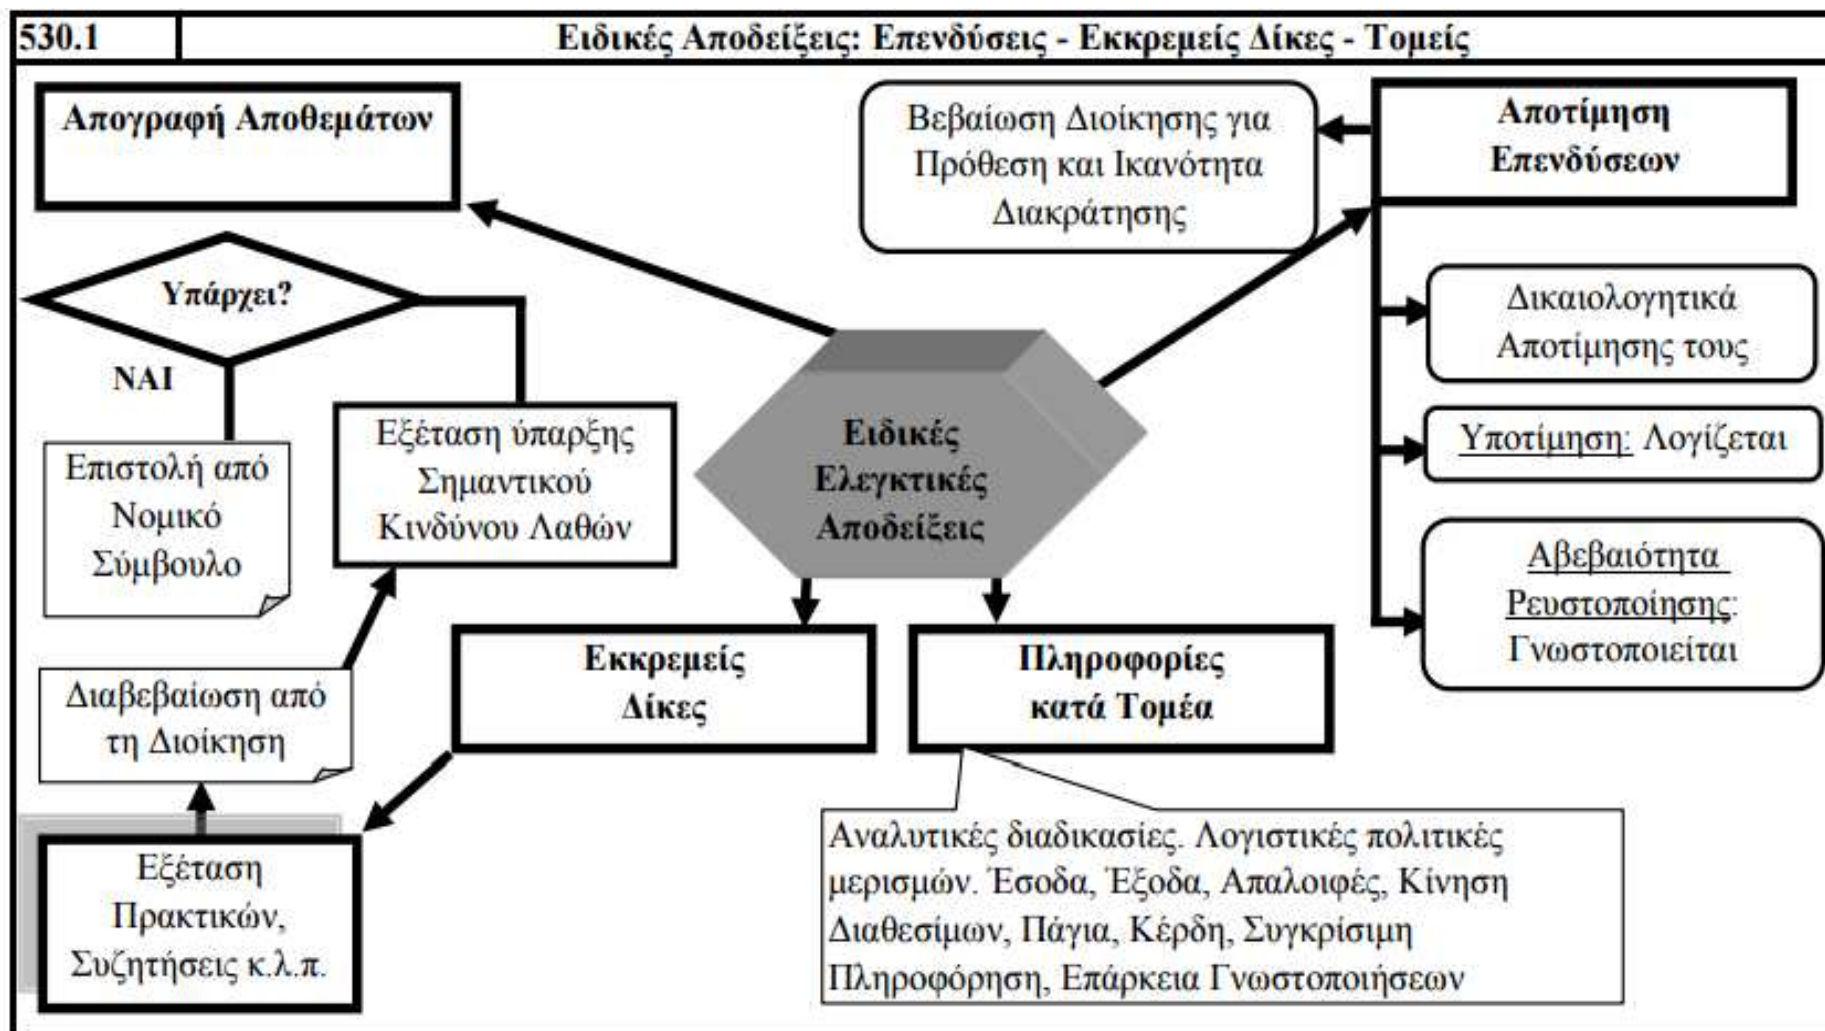 530.1
Ειδικές Αποδείξεις: Επενδύσεις - Εκκρεμείς Δίκες - Τομείς
Απογραφή Αποθεμάτων
Βεβαίωση Διοίκησης για
Πρόθεση και Ικανότητα
Διακράτησης
Αποτίμηση
Επενδύσεων
Υπάρχει?
ΝΑΙ
Δικαιολογητικά
Αποτίμησης τους
Επιστολή από
Νομικό
Σύμβουλο
Εξέταση ύπαρξης
Σημαντικού
Κινδύνου Λαθών
Ειδικές
Ελεγκτικές
Αποδείξεις
Υποτίμηση: Λογίζεται
Αβεβαιότητα
Ρευστοποίησης:
Γνωστοποιείται
Διαβεβαίωση από
τη Διοίκηση
Εκκρεμείς
Δίκες
Πληροφορίες
κατά Τομέα
Εξέταση
Πρακτικών,
Συζητήσεις κ.λ.π.
Αναλυτικές διαδικασίες. Λογιστικές πολιτικές
μερισμών. Έσοδα, Έξοδα, Απαλοιφές, Κίνηση
Διαθεσίμων, Πάγια, Κέρδη, Συγκρίσιμη
Πληροφόρηση, Επάρκεια Γνωστοποιήσεων